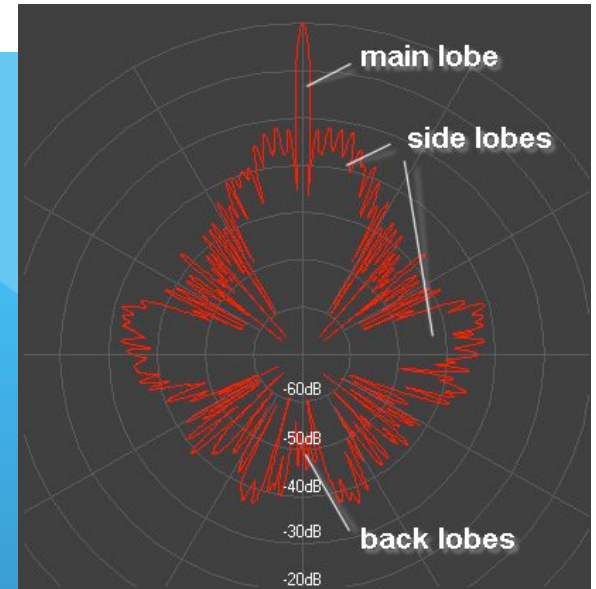 main lobe
side lobes
-60dB
-50dB
-40dB
-30dB
back lobes
-20dB